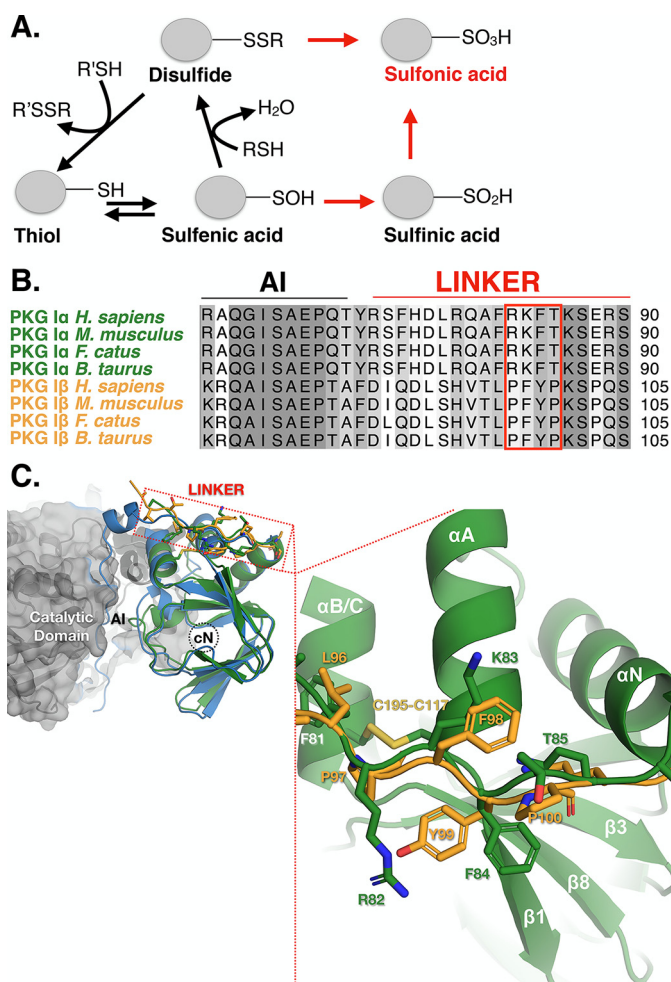 A.
SSR
SO₃H
Disulfide
Sulfonic acid
R'SH
H₂O
R'SSR
RSH
SH
SOH
SO₂H
Thiol
Sulfenic acid
Sulfinic acid
B.
AI
LINKER
PKG Iα H. sapiens RAQGISAEPQTYRSFHDLRQAFRKFTKSERS 90
PKG Iα M. musculus RAQGISAEPQTYRSFHDLRQAFRKFTKSERS 90
PKG Iα F. catus RAQGISAEPQTYRSFHDLRQAFRKFTKSERS 90
PKG Iα B. taurus RAQGISAEPQTYRSFHDLRQAFRKFTKSERS 90
PKG Iβ H. sapiens KRQAISAEPTAFDIQDLSHVTLPFYPKSPQS 105
PKG Iβ M. musculus KRQAISAEPTAFDIQDLSHVTLPFYPKSPQS 105
PKG Iβ F. catus KRQAISAEPTAFDIQDLSHVTLPFYPKSPQS 105
PKG Iβ B. taurus KRQAISAEPTAFDIQDLSHVTLPFYPKSPQS 105
C.
LINKER
Catalytic
Domain
AI
cN
αA
αB/C
αN
L96
K83
C195-C117
F98
F81
T85
P97
P100
Y99
β3
F84
β8
R82
β1